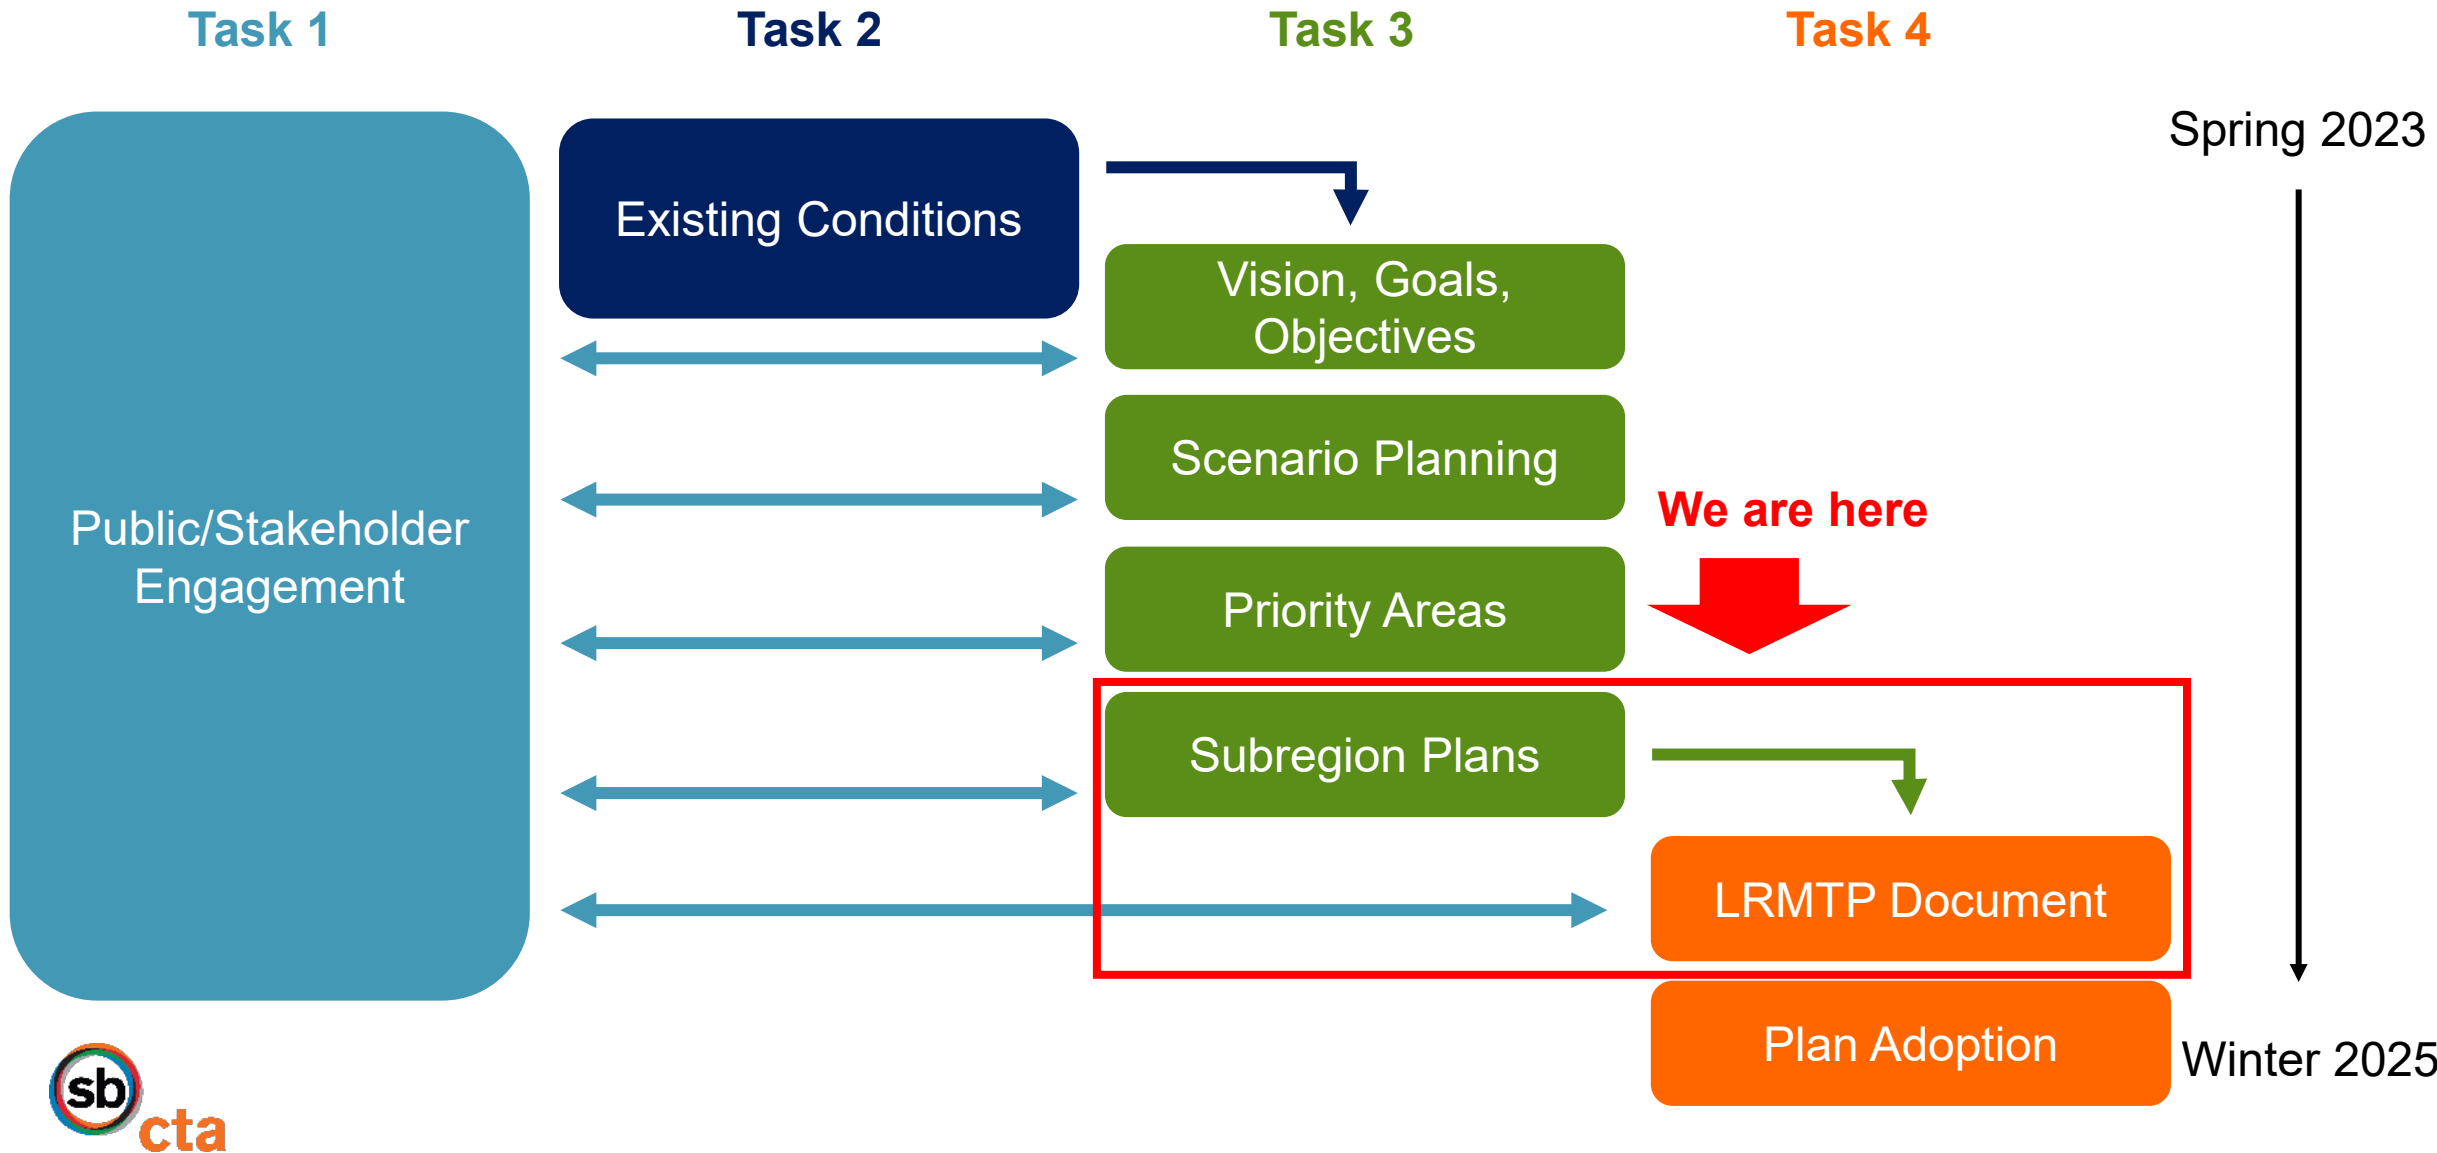 Task 1
Task 2
Task 3
Task 4
Spring 2023
Existing Conditions
Vision, Goals,
Objectives
Scenario Planning
We are here
Public/Stakeholder
Engagement
Priority Areas
Subregion Plans
LRMTP Document
Plan Adoption
Winter 2025
sb
cta